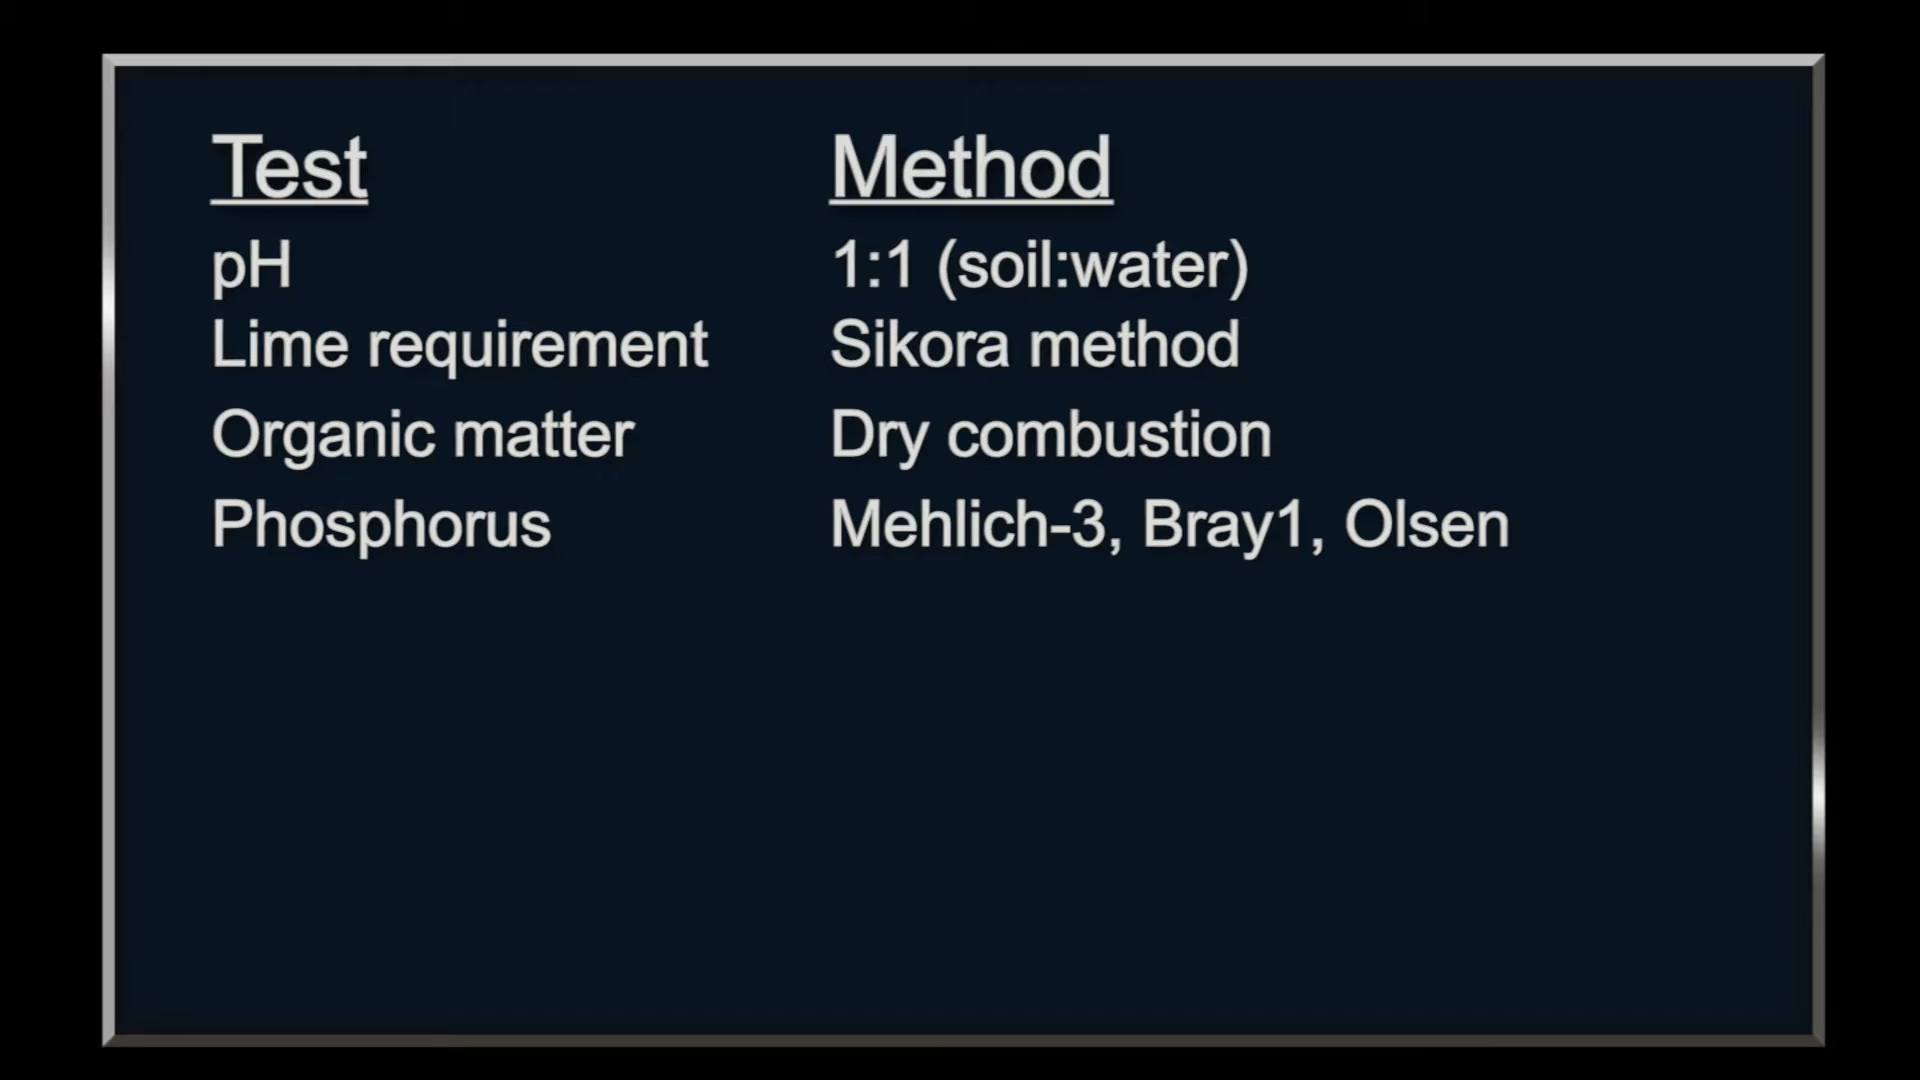 Test Method
pH 1:1 (soil:water)
Lime requirement Sikora method
Organic matter Dry combustion
Phosphorus Mehlich-3, Bray1, Olsen